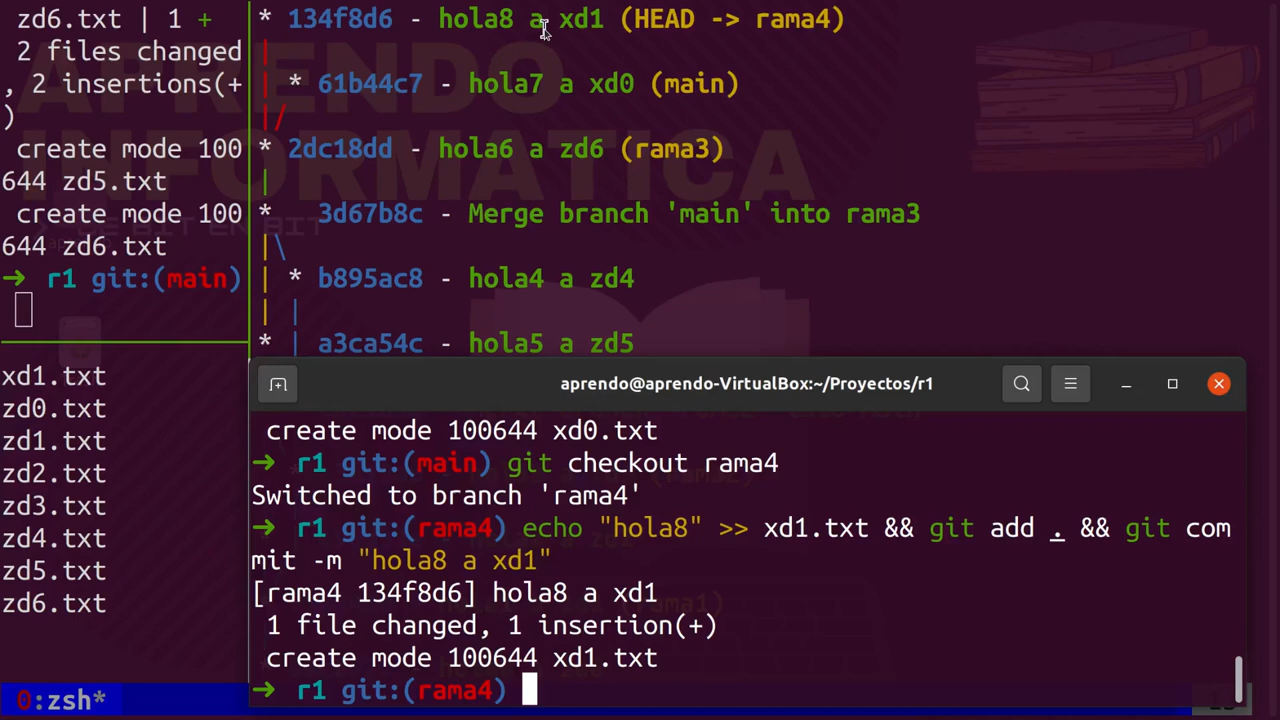 zd6.txt | 1 +
2 files changed
, 2 insertions(+
)
create mode 100
644 zd5.txt
create mode 100
644 zd6.txt
➜ r1 git:(main)
xd1.txt
zd0.txt
zd1.txt
zd2.txt
zd3.txt
zd4.txt
zd5.txt
zd6.txt
* 134f8d6 - hola8 a xd1 (HEAD -> rama4)
|
| * 61b44c7 - hola7 a xd0 (main)
|/
* 2dc18dd - hola6 a zd6 (rama3)
|
*   3d67b8c - Merge branch 'main' into rama3
|\
| * b895ac8 - hola4 a zd4
| |
* | a3ca54c - hola5 a zd5
APRENDO
INFORMATICA
DE BIT EN BIT
aprendo@aprendo-VirtualBox:~/Proyectos/r1
create mode 100644 xd0.txt
➜ r1 git:(main) git checkout rama4
Switched to branch 'rama4'
➜ r1 git:(rama4) echo "hola8" >> xd1.txt && git add . && git com
mit -m "hola8 a xd1"
[rama4 134f8d6] hola8 a xd1
1 file changed, 1 insertion(+)
create mode 100644 xd1.txt
➜ r1 git:(rama4)
0:zsh*